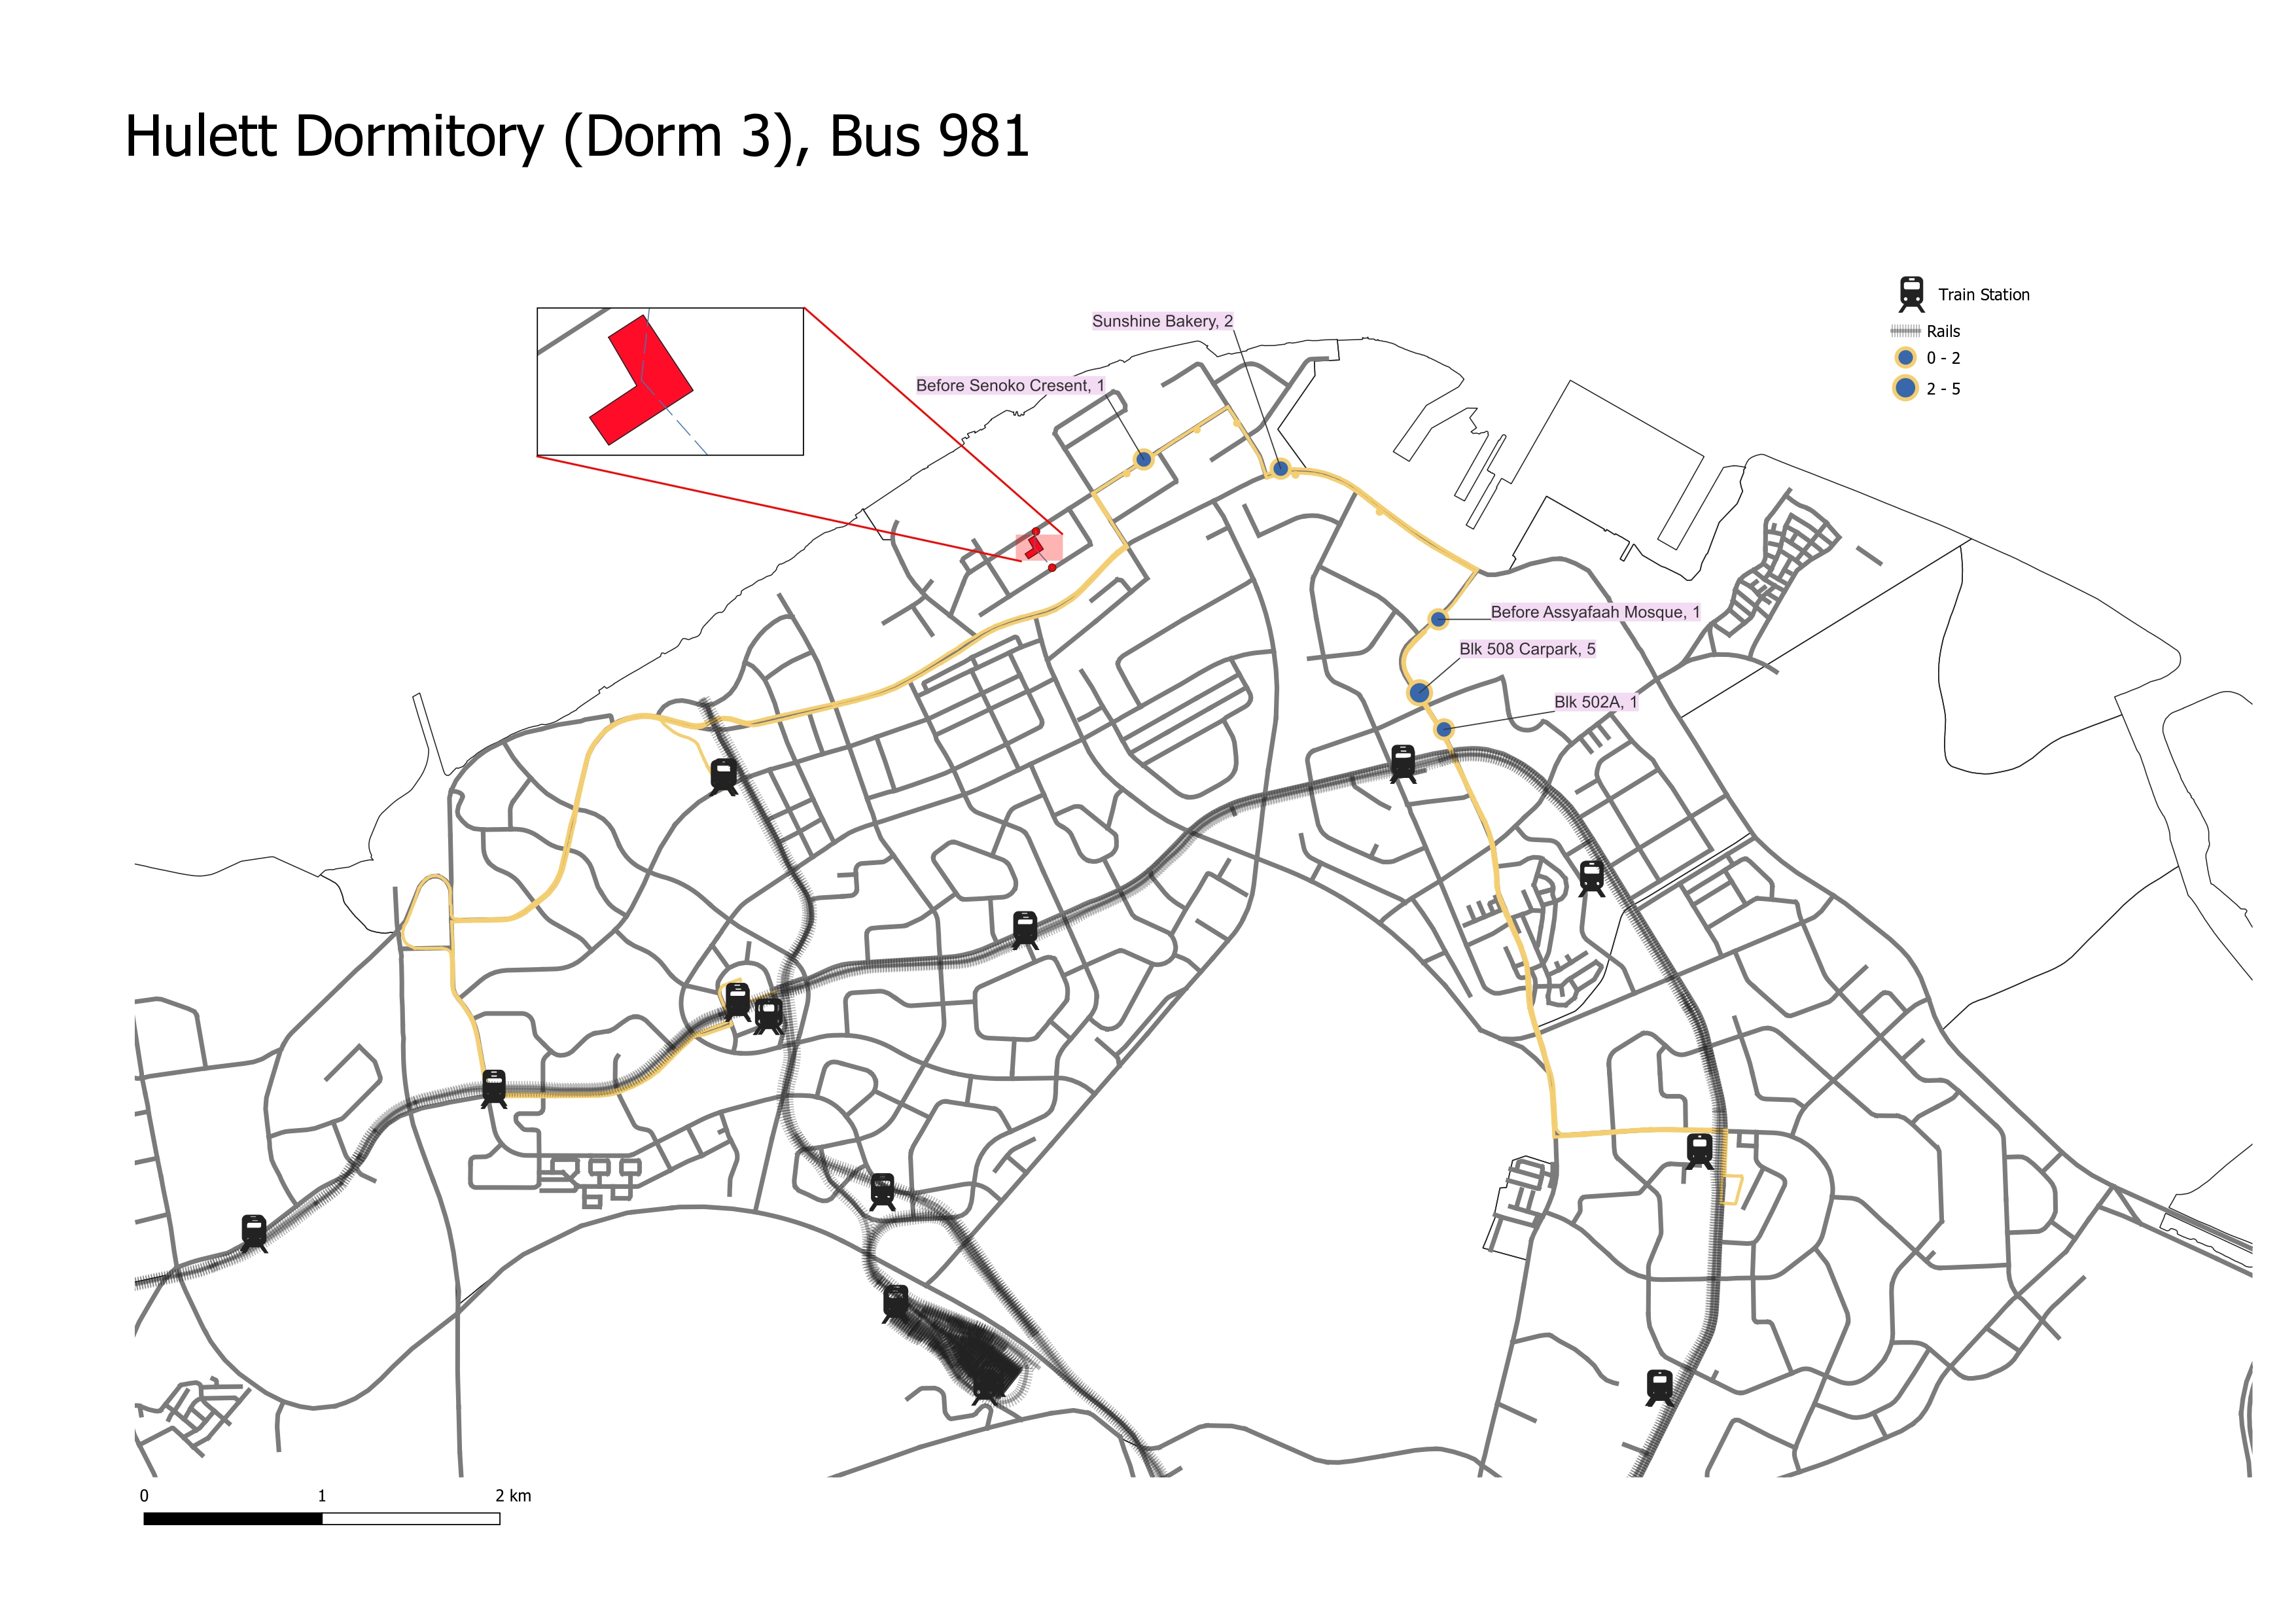 Hulett Dormitory (Dorm 3), Bus 981
Train Station
Rails
0 - 2
2 - 5
Sunshine Bakery, 2
Before Senoko Cresent, 1
Before Assyafaah Mosque, 1
Blk 508 Carpark, 5
Blk 502A, 1
0 1 2 km